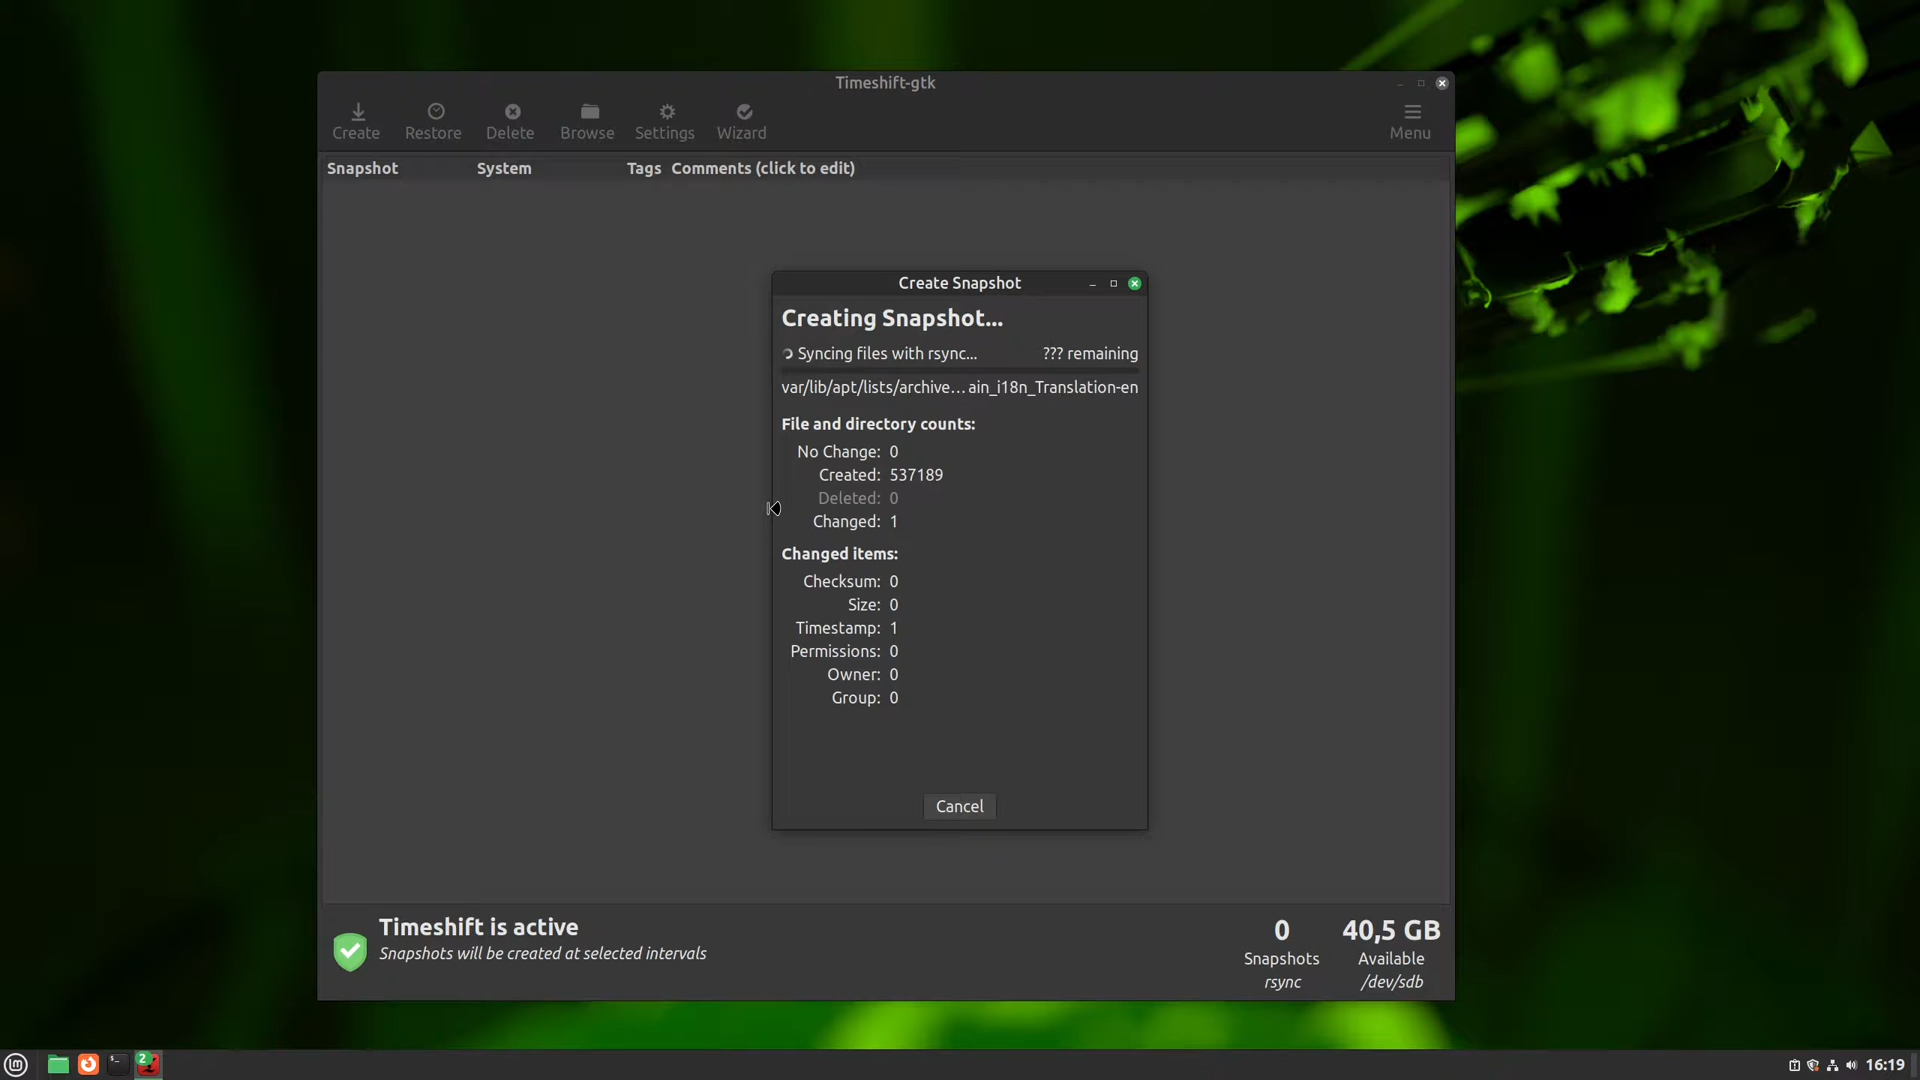 Timeshift-gtk
Create Restore Delete Browse Settings Wizard Menu
Snapshot System Tags Comments (click to edit)
Create Snapshot
Creating Snapshot...
Syncing files with rsync... ??? remaining
var/lib/apt/lists/archive…ain_i18n_Translation-en
File and directory counts:
No Change: 0
Created: 537189
Deleted: 0
Changed: 1
Changed items:
Checksum: 0
Size: 0
Timestamp: 1
Permissions: 0
Owner: 0
Group: 0
Cancel
Timeshift is active
Snapshots will be created at selected intervals
0 40,5 GB
Snapshots Available
rsync /dev/sdb
2
16:19